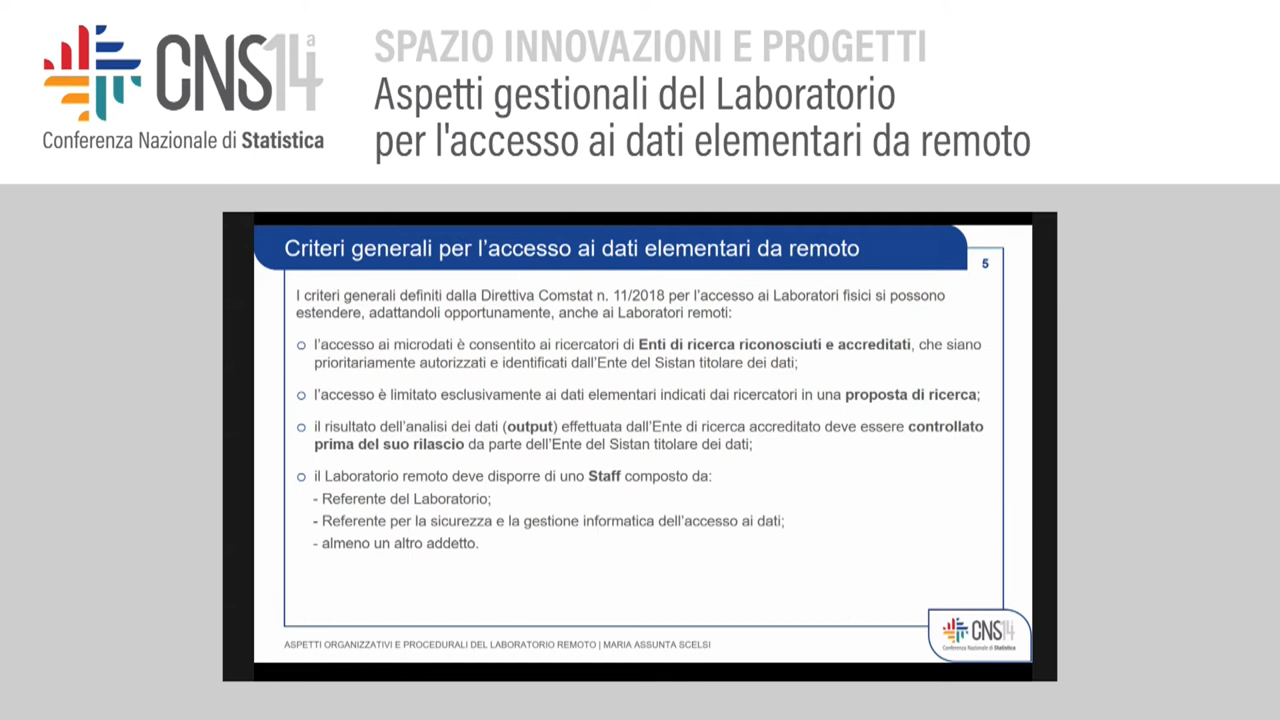 CNS14ª
Conferenza Nazionale di Statistica
SPAZIO INNOVAZIONI E PROGETTI
Aspetti gestionali del Laboratorio
per l'accesso ai dati elementari da remoto
Criteri generali per l’accesso ai dati elementari da remoto
5
I criteri generali definiti dalla Direttiva Comstat n. 11/2018 per l’accesso ai Laboratori fisici si possono
estendere, adattandoli opportunamente, anche ai Laboratori remoti:
l’accesso ai microdati è consentito ai ricercatori di Enti di ricerca riconosciuti e accreditati, che siano
prioritariamente autorizzati e identificati dall’Ente del Sistan titolare dei dati;
l’accesso è limitato esclusivamente ai dati elementari indicati dai ricercatori in una proposta di ricerca;
il risultato dell’analisi dei dati (output) effettuata dall’Ente di ricerca accreditato deve essere controllato
prima del suo rilascio da parte dell’Ente del Sistan titolare dei dati;
il Laboratorio remoto deve disporre di uno Staff composto da:
- Referente del Laboratorio;
- Referente per la sicurezza e la gestione informatica dell’accesso ai dati;
- almeno un altro addetto.
ASPETTI ORGANIZZATIVI E PROCEDURALI DEL LABORATORIO REMOTO | MARIA ASSUNTA SCELSI
CNS14
Conferenza Nazionale di Statistica